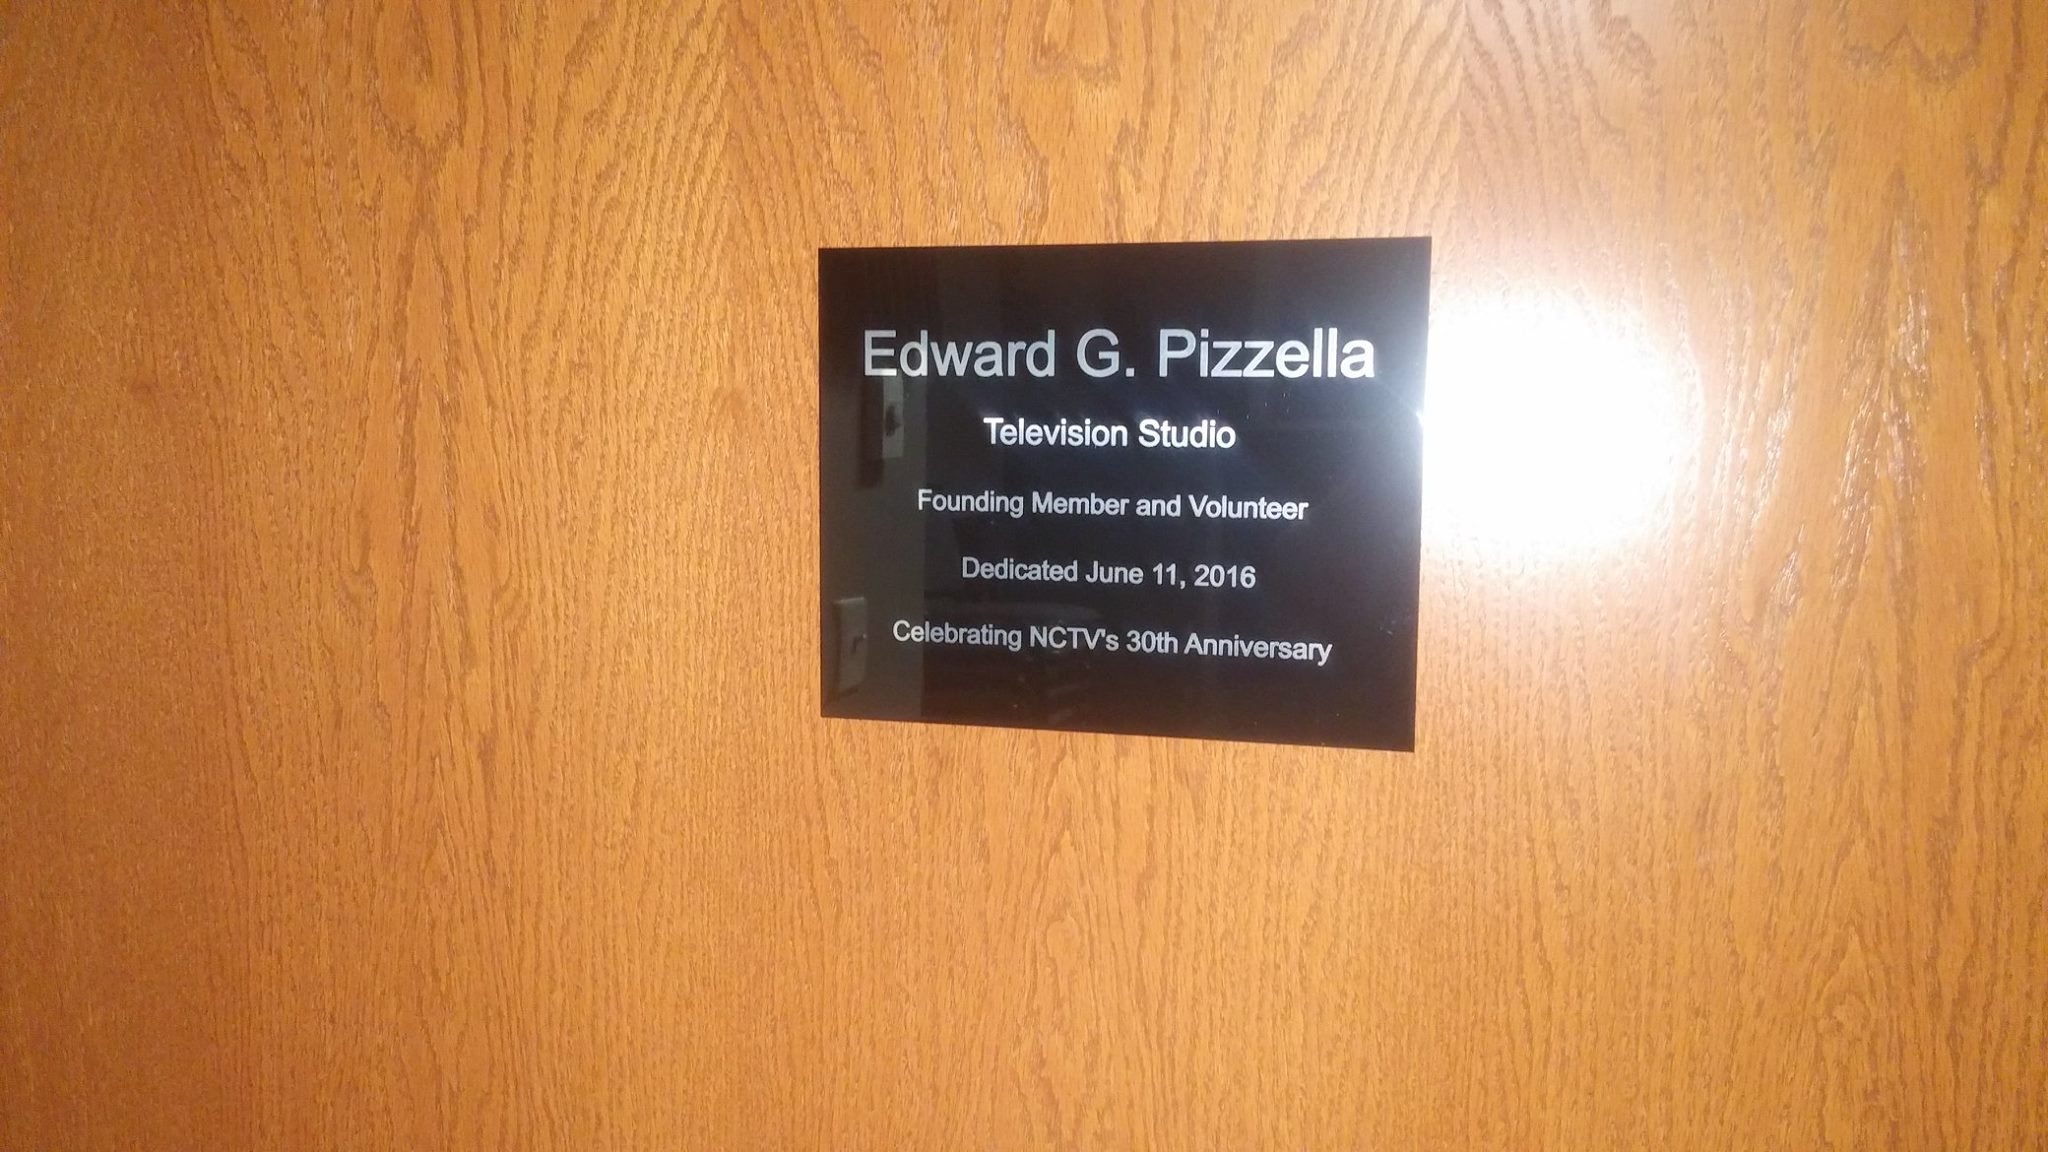 Edward G. Pizzella
Television Studio
Founding Member and Volunteer
Dedicated June 11, 2016
Celebrating NCTV's 30th Anniversary